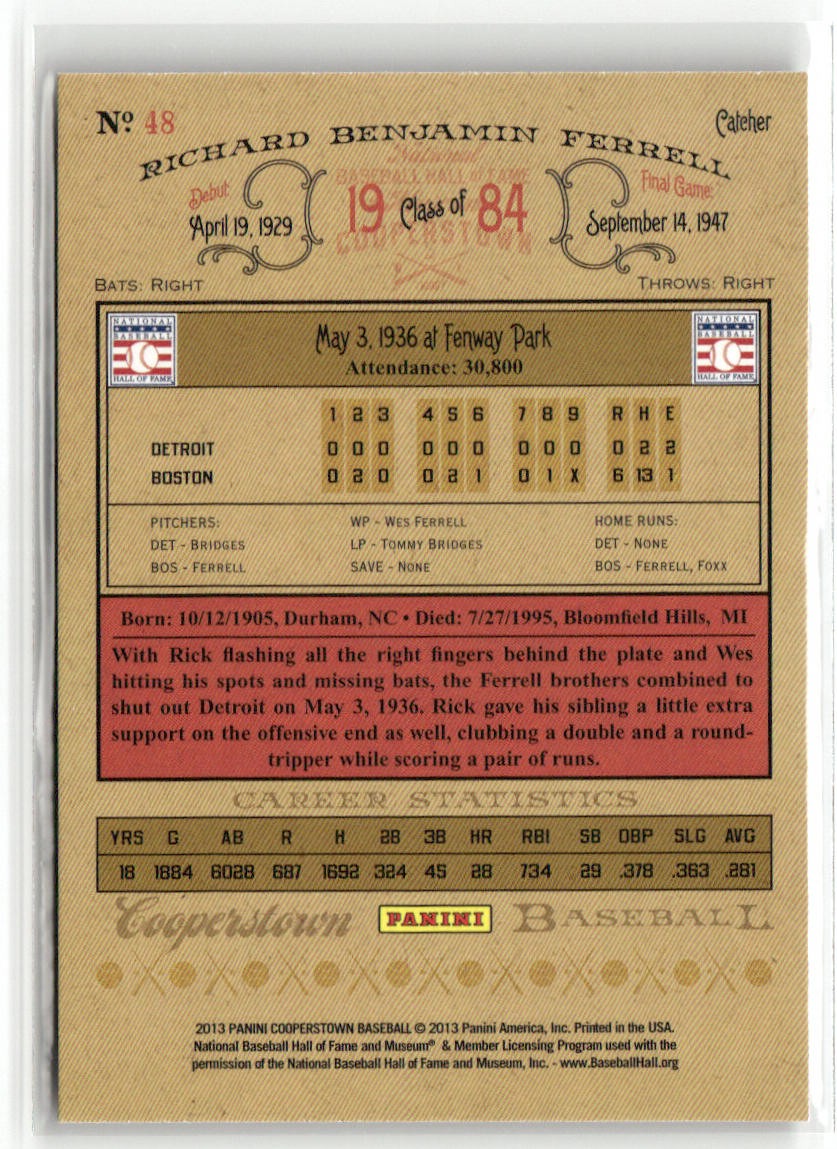 Nº 48
Catcher
RICHARD BENJAMIN FERRELL
National
BASEBALL HALL OF FAME
COOPERSTOWN
Debut:
April 19, 1929
19 Class of 84
Final Game:
September 14, 1947
BATS: RIGHT
THROWS: RIGHT
NATIONAL BASEBALL HALL OF FAME
May 3, 1936 at Fenway Park
Attendance: 30,800
NATIONAL BASEBALL HALL OF FAME
1 2 3 4 5 6 7 8 9 R H E
DETROIT 0 0 0 0 0 0 0 0 0 0 2 2
BOSTON 0 2 0 0 2 1 0 1 X 6 13 1
PITCHERS: WP - WES FERRELL HOME RUNS:
DET - BRIDGES LP - TOMMY BRIDGES DET - NONE
BOS - FERRELL SAVE - NONE BOS - FERRELL, FOXX
Born: 10/12/1905, Durham, NC • Died: 7/27/1995, Bloomfield Hills, MI
With Rick flashing all the right fingers behind the plate and Wes
hitting his spots and missing bats, the Ferrell brothers combined to
shut out Detroit on May 3, 1936. Rick gave his sibling a little extra
support on the offensive end as well, clubbing a double and a round-
tripper while scoring a pair of runs.
CAREER STATISTICS
YRS G AB R H 2B 3B HR RBI SB OBP SLG AVG
18 1884 6028 687 1692 324 45 28 734 29 .378 .363 .281
Cooperstown PANINI BASEBALL
2013 PANINI COOPERSTOWN BASEBALL © 2013 Panini America, Inc. Printed in the USA.
National Baseball Hall of Fame and Museum® & Member Licensing Program used with the
permission of the National Baseball Hall of Fame and Museum, Inc. - www.BaseballHall.org